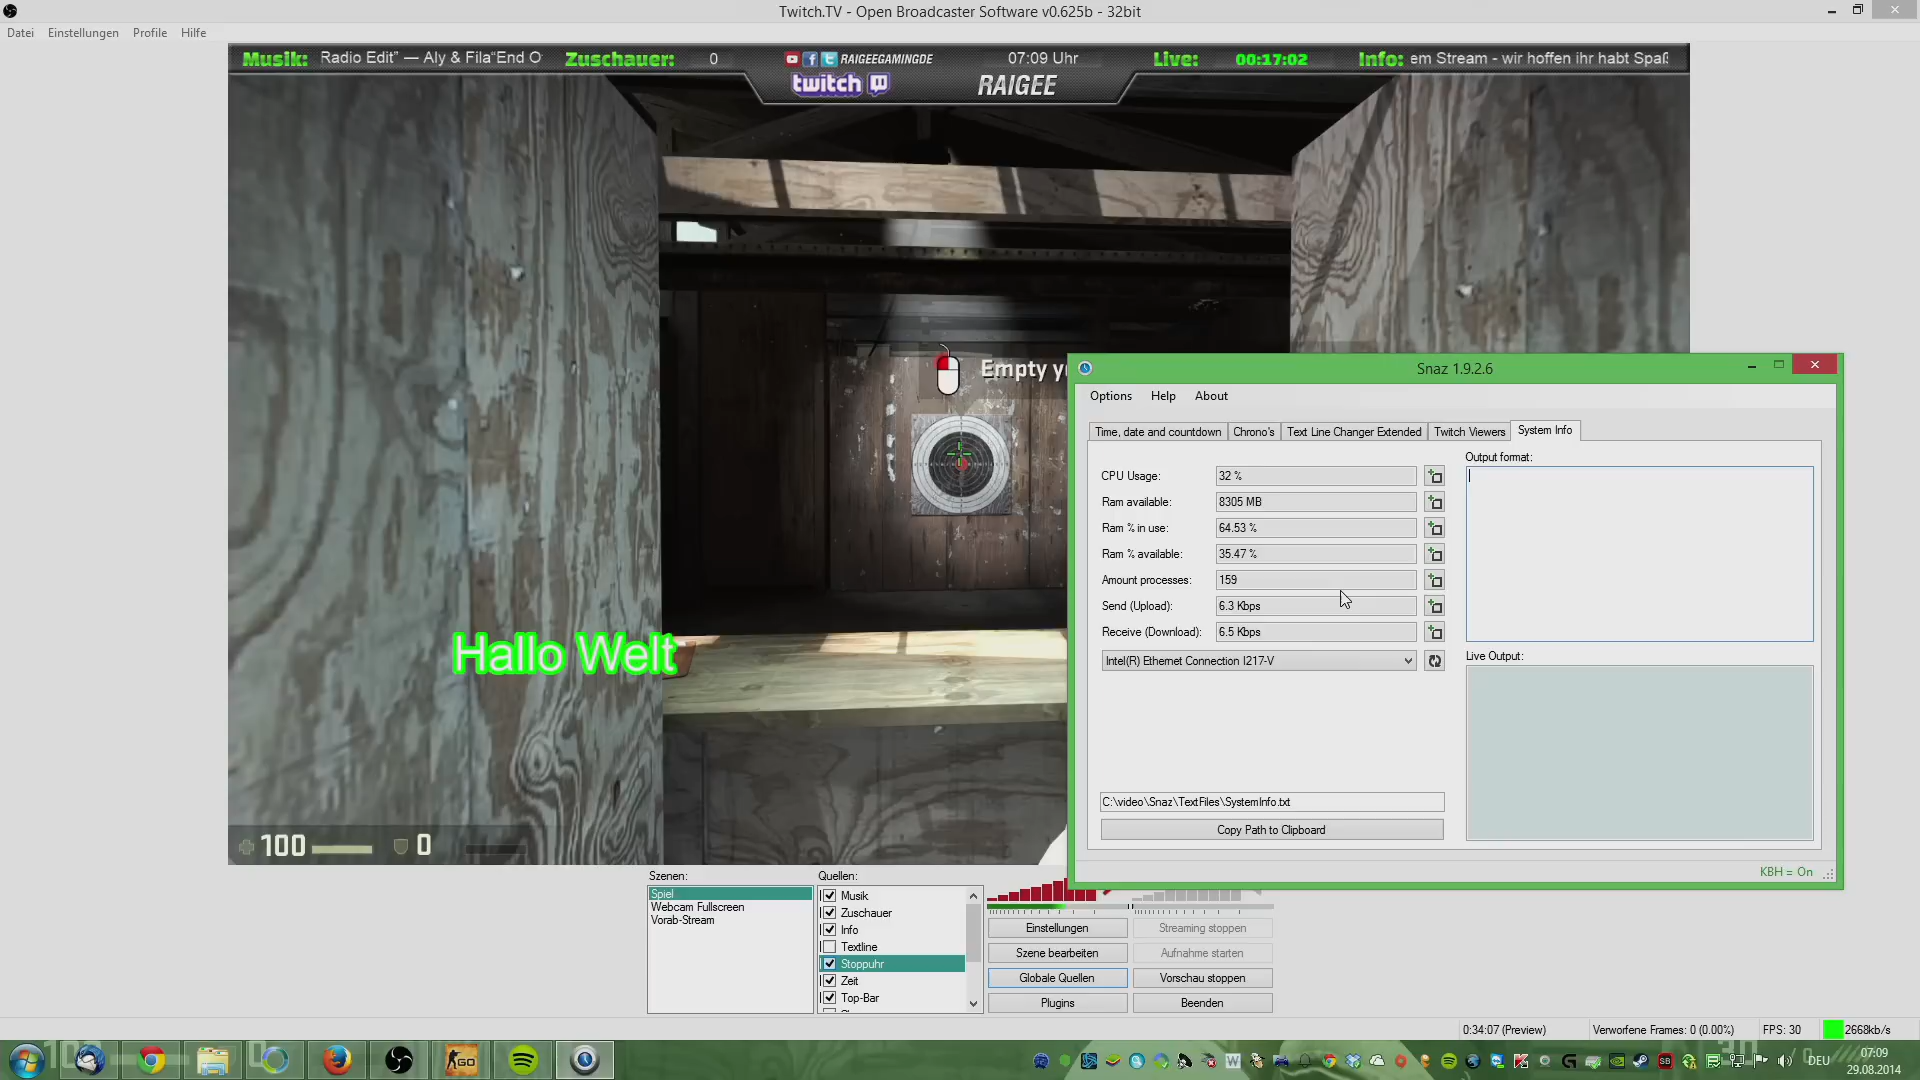 Twitch.TV - Open Broadcaster Software v0.625b - 32bit
Datei Einstellungen Profile Hilfe
Musik: Radio Edit” — Aly & Fila“End O Zuschauer: 0 RAIGEEGAMINGDE 07:09 Uhr Live: 00:17:02 Info: em Stream - wir hoffen ihr habt Spaß
twitch RAIGEE
Empty y
Hallo Welt
100 0
Snaz 1.9.2.6
Options Help About
Time, date and countdown Chrono's Text Line Changer Extended Twitch Viewers System Info
Output format:
CPU Usage: 32 %
Ram available: 8305 MB
Ram % in use: 64.53 %
Ram % available: 35.47 %
Amount processes: 159
Send (Upload): 6.3 Kbps
Receive (Download): 6.5 Kbps
Intel(R) Ethernet Connection I217-V
Live Output:
C:\video\Snaz\TextFiles\SystemInfo.txt
Copy Path to Clipboard
KBH = On
Szenen:
Spiel
Webcam Fullscreen
Vorab-Stream
Quellen:
Musik
Zuschauer
Info
Textline
Stoppuhr
Zeit
Top-Bar
Einstellungen Streaming stoppen
Szene bearbeiten Aufnahme starten
Globale Quellen Vorschau stoppen
Plugins Beenden
0:34:07 (Preview) Verworfene Frames: 0 (0.00%) FPS: 30 2668kb/s
GO
DEU
07:09
29.08.2014